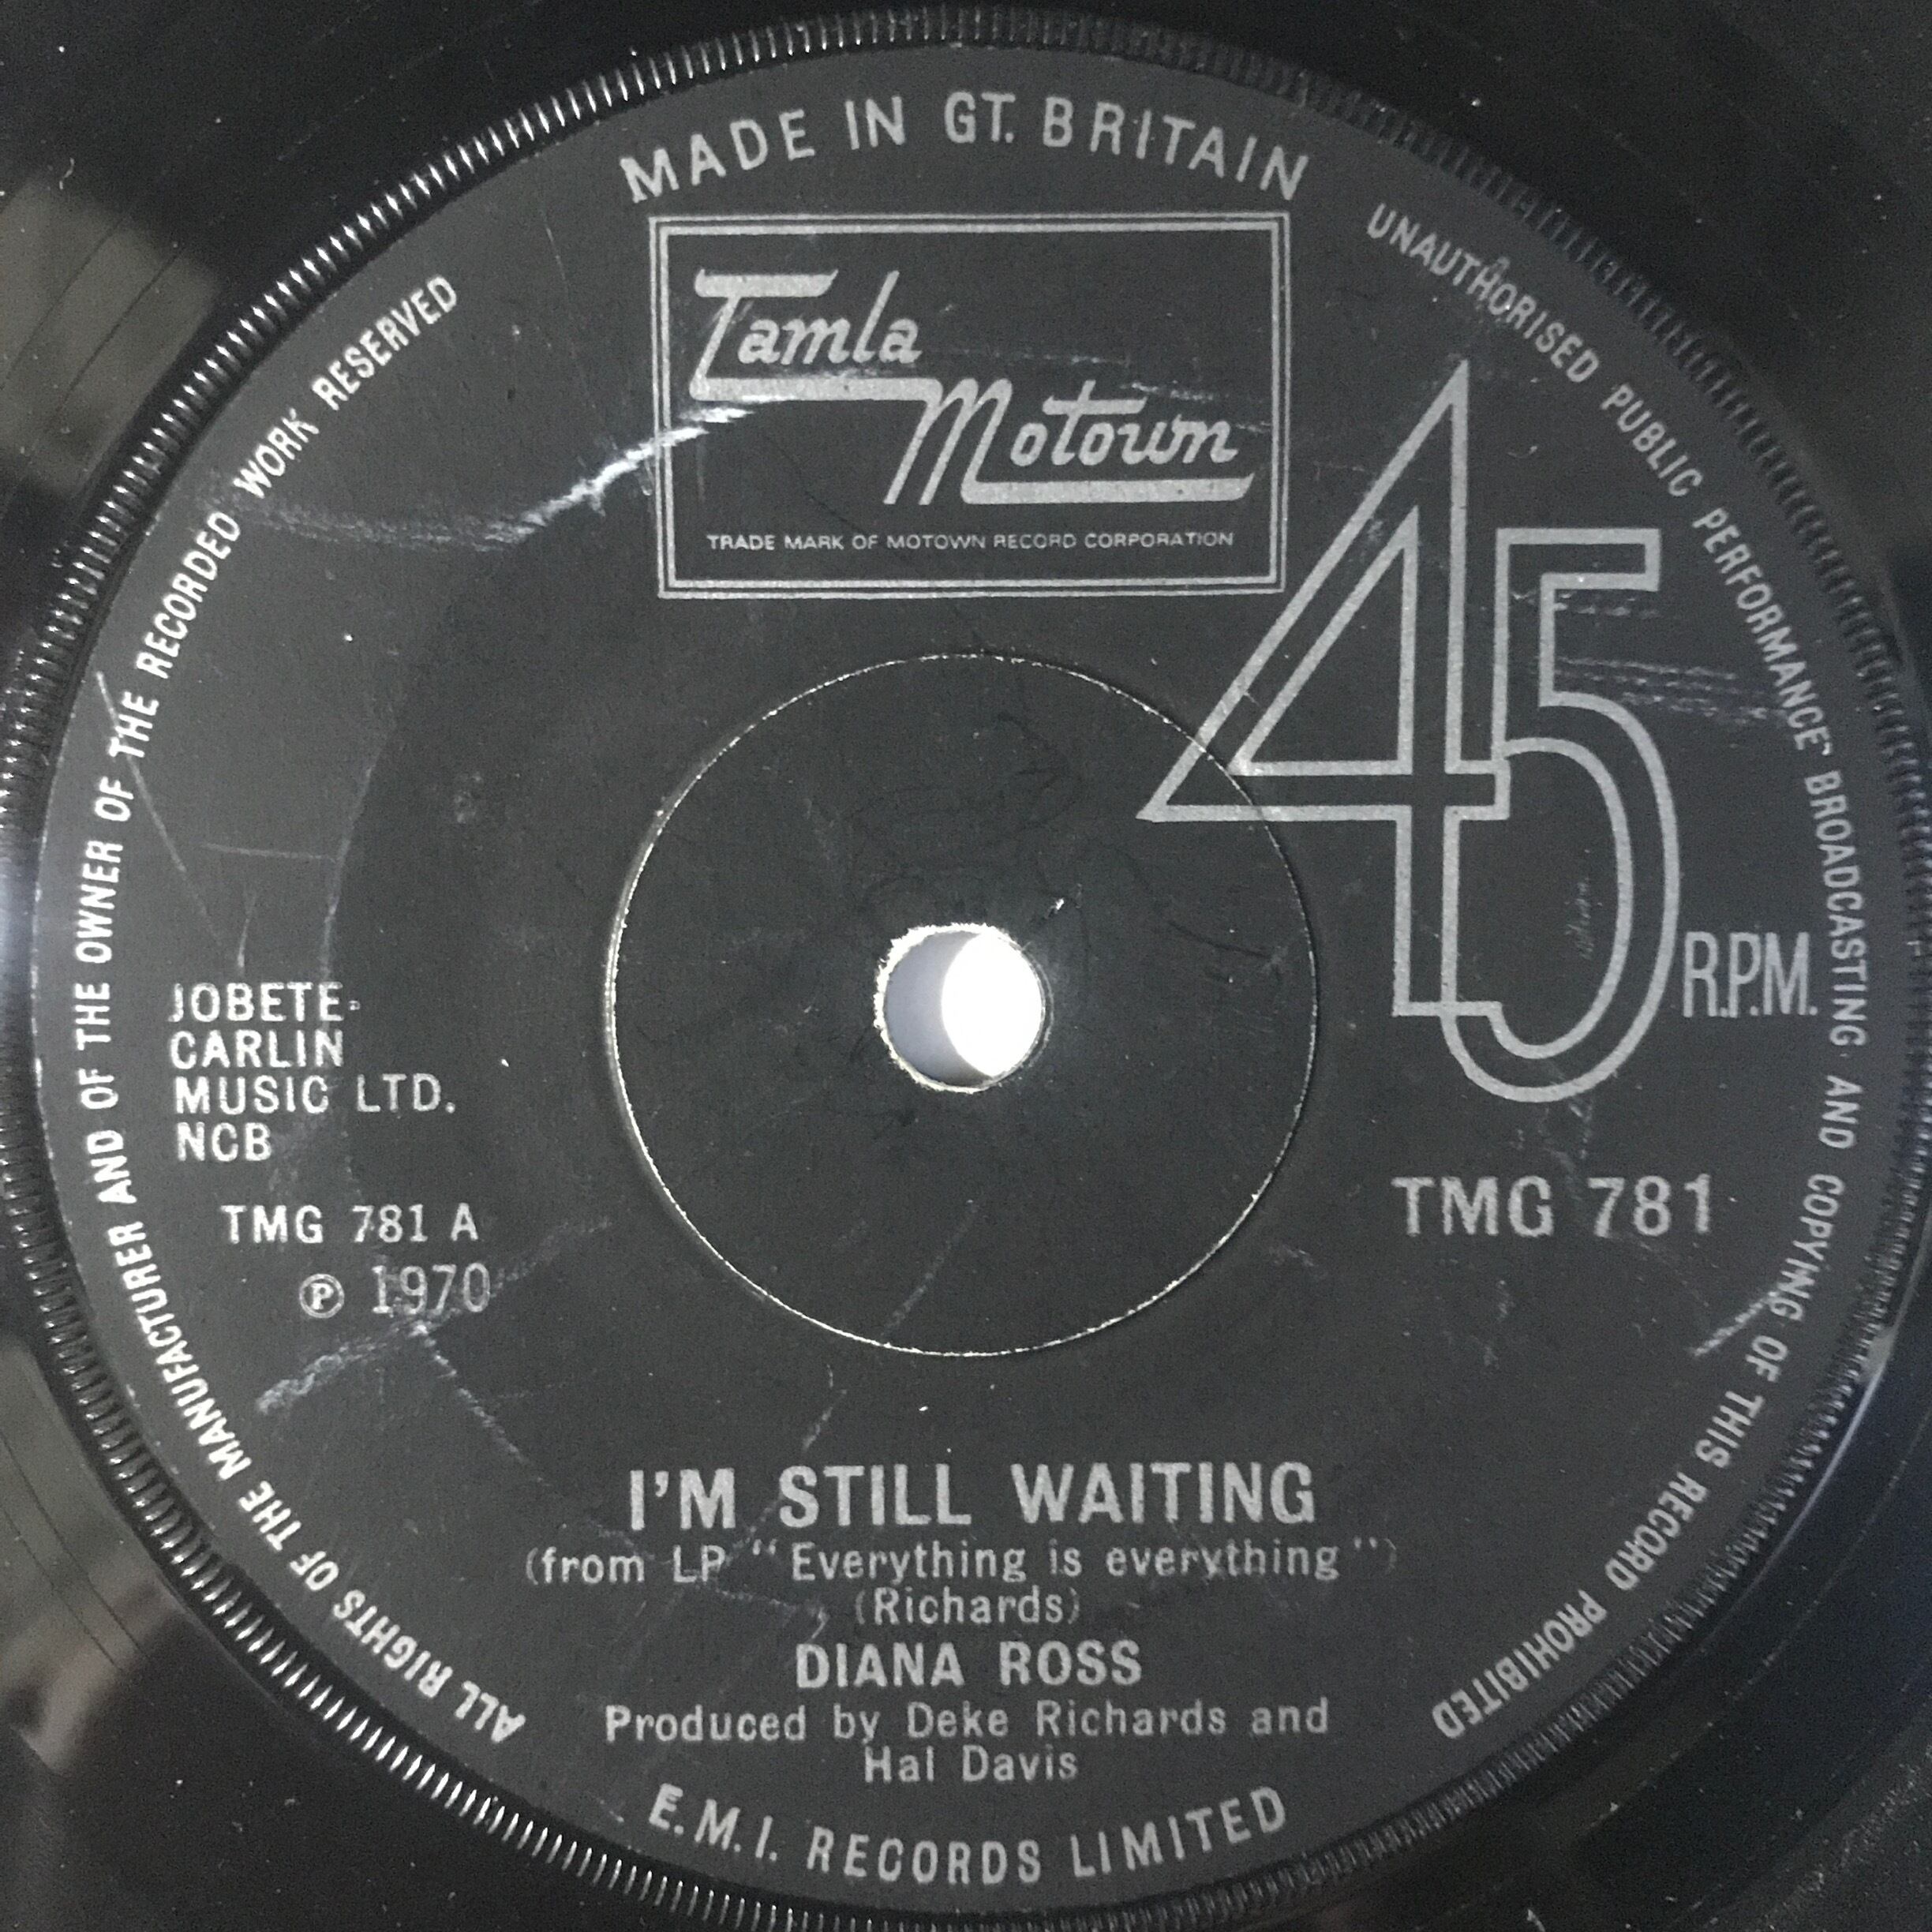 MADE IN GT. BRITAIN
UNAUTHORISED PUBLIC PERFORMANCE BROADCASTING AND COPYING OF THIS RECORD PROHIBITED
ALL RIGHTS OF THE MANUFACTURER AND OF THE OWNER OF THE RECORDED WORK RESERVED
Tamla
Motown
TRADE MARK OF MOTOWN RECORD CORPORATION
45
R.P.M.
JOBETE-
CARLIN
MUSIC LTD.
NCB
TMG 781 A
℗ 1970
TMG 781
I'M STILL WAITING
(from LP "Everything is everything")
(Richards)
DIANA ROSS
Produced by Deke Richards and
Hal Davis
E.M.I. RECORDS LIMITED